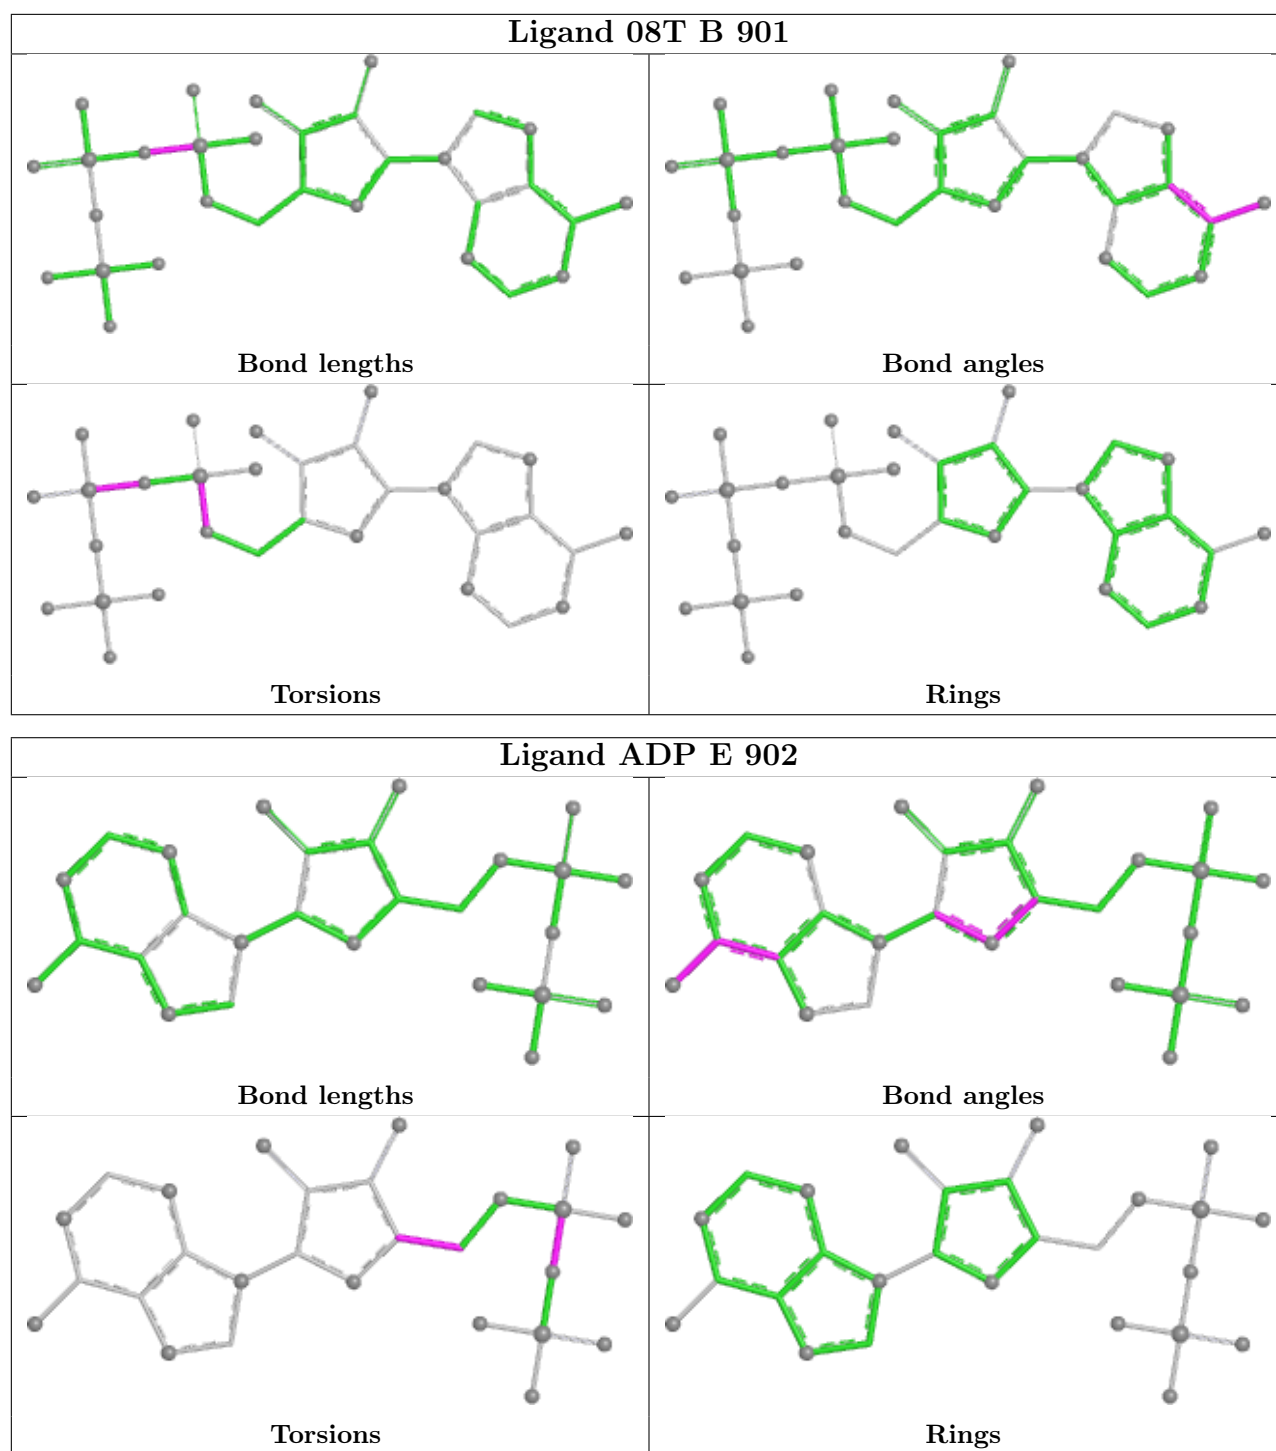 Ligand 08T B 901
Bond lengths
Bond angles
Torsions
Rings
Ligand ADP E 902
Bond lengths
Bond angles
Torsions
Rings